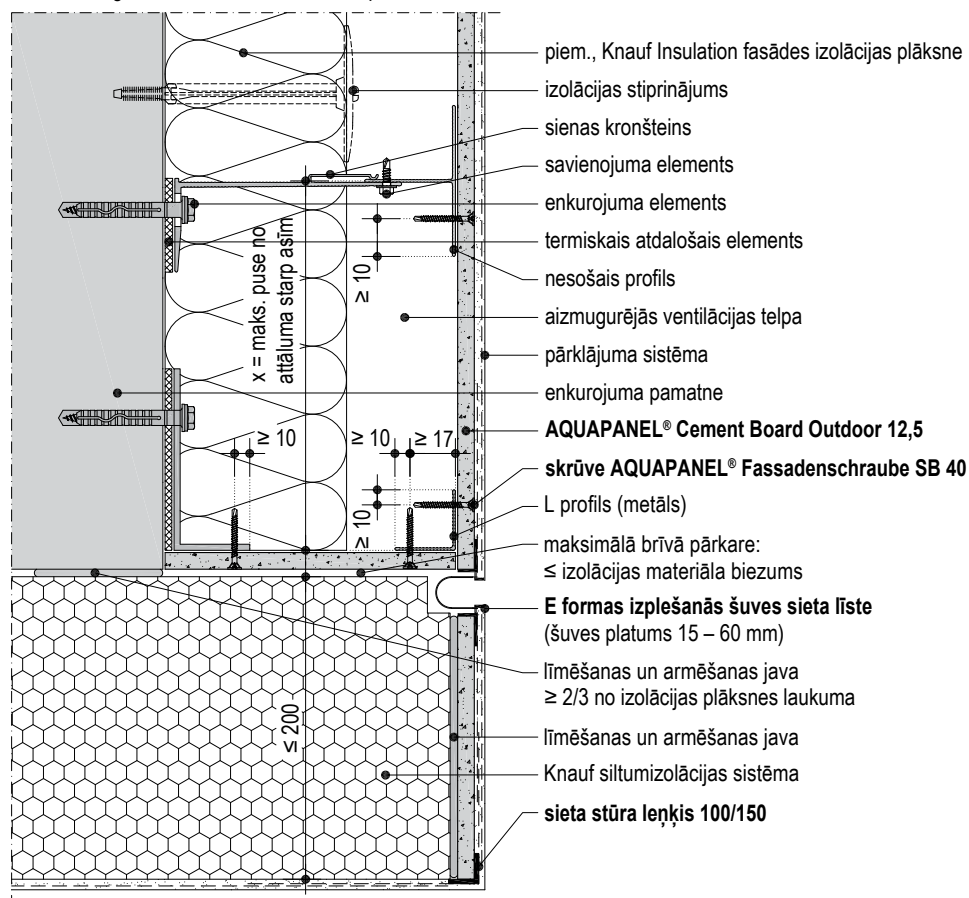 piem., Knauf Insulation fasādes izolācijas plāksne
izolācijas stiprinājums
sienas kronšteins
savienojuma elements
enkurojuma elements
termiskais atdalošais elements
nesošais profils
aizmugurējās ventilācijas telpa
pārklājuma sistēma
enkurojuma pamatne
AQUAPANEL® Cement Board Outdoor 12,5
skrūve AQUAPANEL® Fassadenschraube SB 40
L profils (metāls)
maksimālā brīvā pārkare:
≤ izolācijas materiāla biezums
E formas izplešanās šuves sieta līste
(šuves platums 15 – 60 mm)
līmēšanas un armēšanas java
≥ 2/3 no izolācijas plāksnes laukuma
līmēšanas un armēšanas java
Knauf siltumizolācijas sistēma
sieta stūra leņķis 100/150
x = maks. puse no
attāluma starp asīm
≥ 10
≥ 10
≥ 10
≥ 17
≥ 10
≤ 200